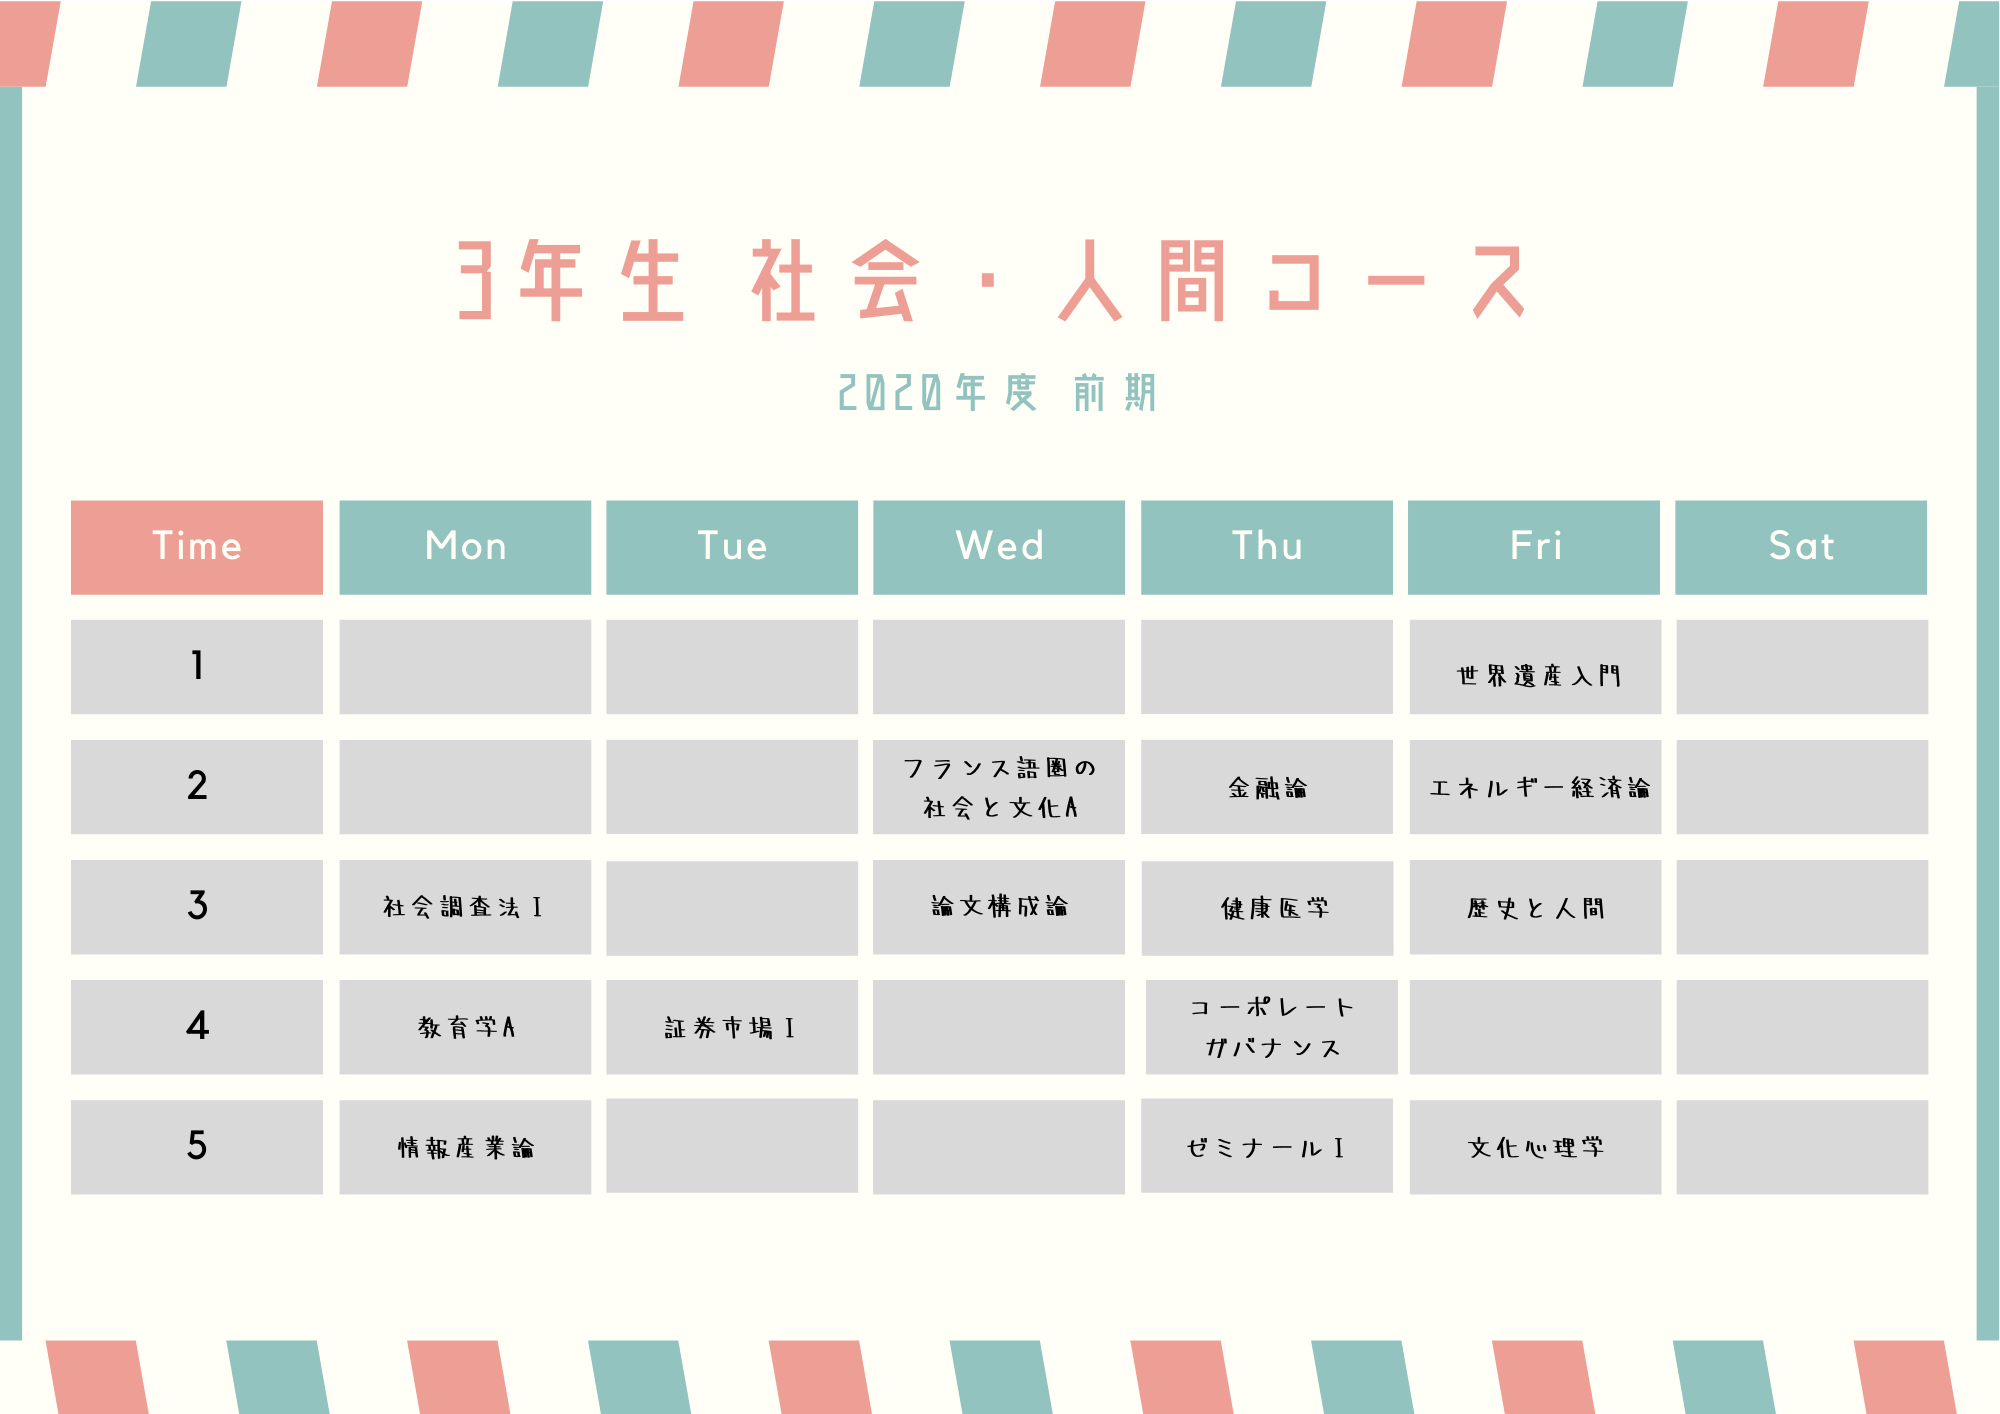 3年生 社会・人間コース
2020年度 前期
Time Mon Tue Wed Thu Fri Sat
1 世界遺産入門
2 フランス語圏の 金融論 エネルギー経済論
社会と文化A
3 社会調査法Ⅰ 論文構成論 健康医学 歴史と人間
4 教育学A 証券市場Ⅰ コーポレート
ガバナンス
5 情報産業論 ゼミナールⅠ 文化心理学